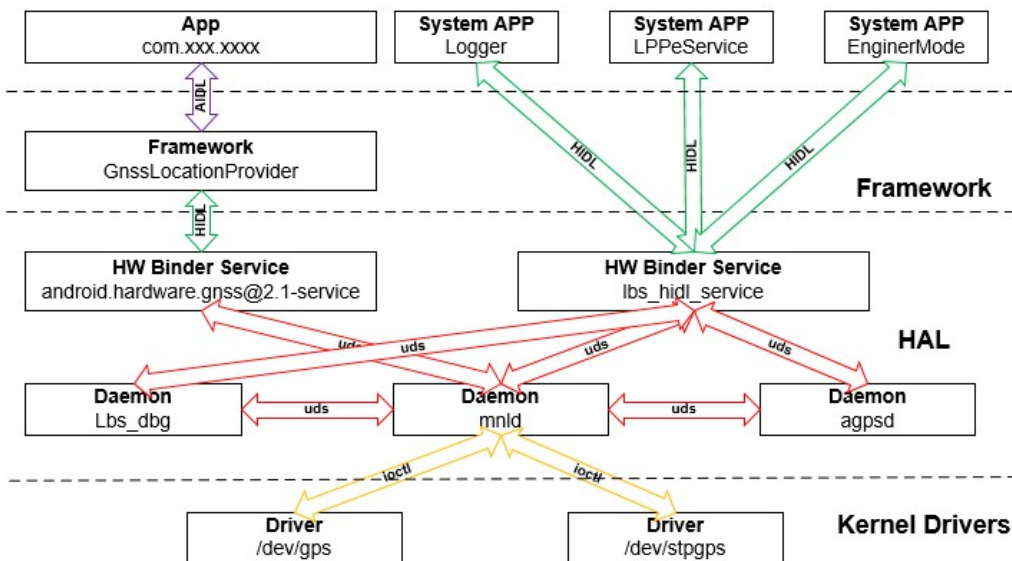 App
com.xxx.xxxx
System APP
Logger
System APP
LPPeService
System APP
EnginerMode
AIDL
Framework
GnssLocationProvider
HIDL
HIDL
HIDL
Framework
HIDL
HW Binder Service
android.hardware.gnss@2.1-service
HW Binder Service
lbs_hidl_service
uds
uds
uds
uds
HAL
Daemon
Lbs_dbg
uds
Daemon
mnld
uds
Daemon
agpsd
ioctl
ioctl
Driver
/dev/gps
Driver
/dev/stpgps
Kernel Drivers